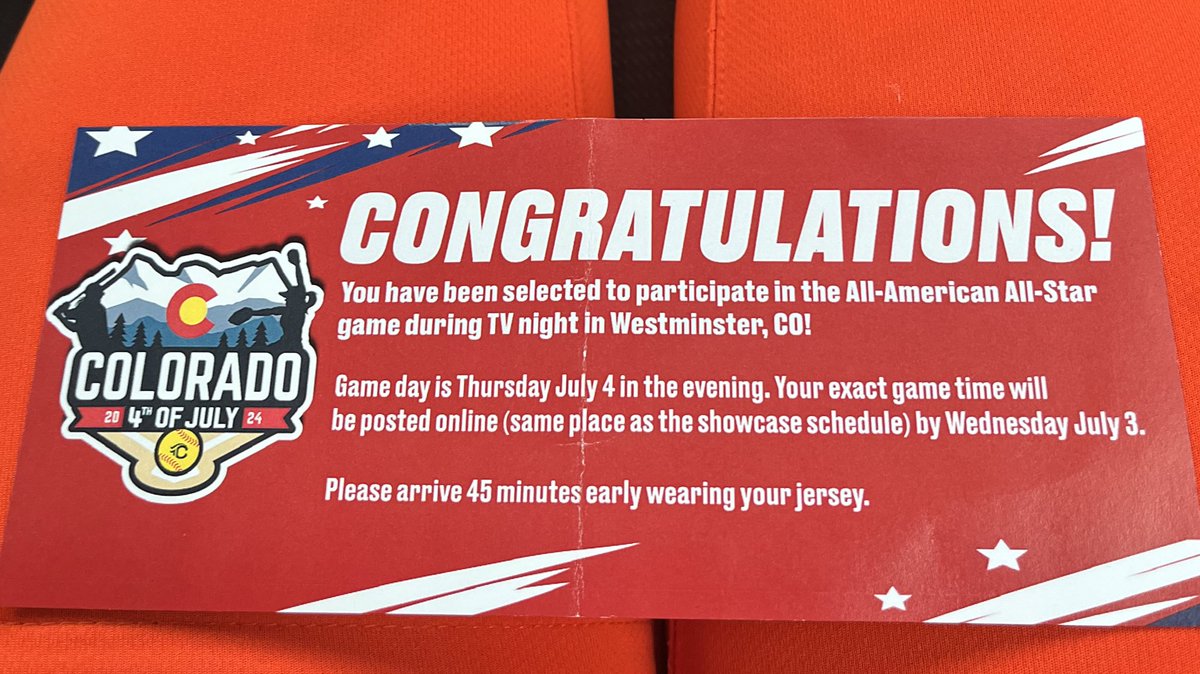 CONGRATULATIONS!
You have been selected to participate in the All-American All-Star
game during TV night in Westminster, CO!
Game day is Thursday July 4 in the evening. Your exact game time will
be posted online (same place as the showcase schedule) by Wednesday July 3.
Please arrive 45 minutes early wearing your jersey.
COLORADO
20 4TH OF JULY 24
C